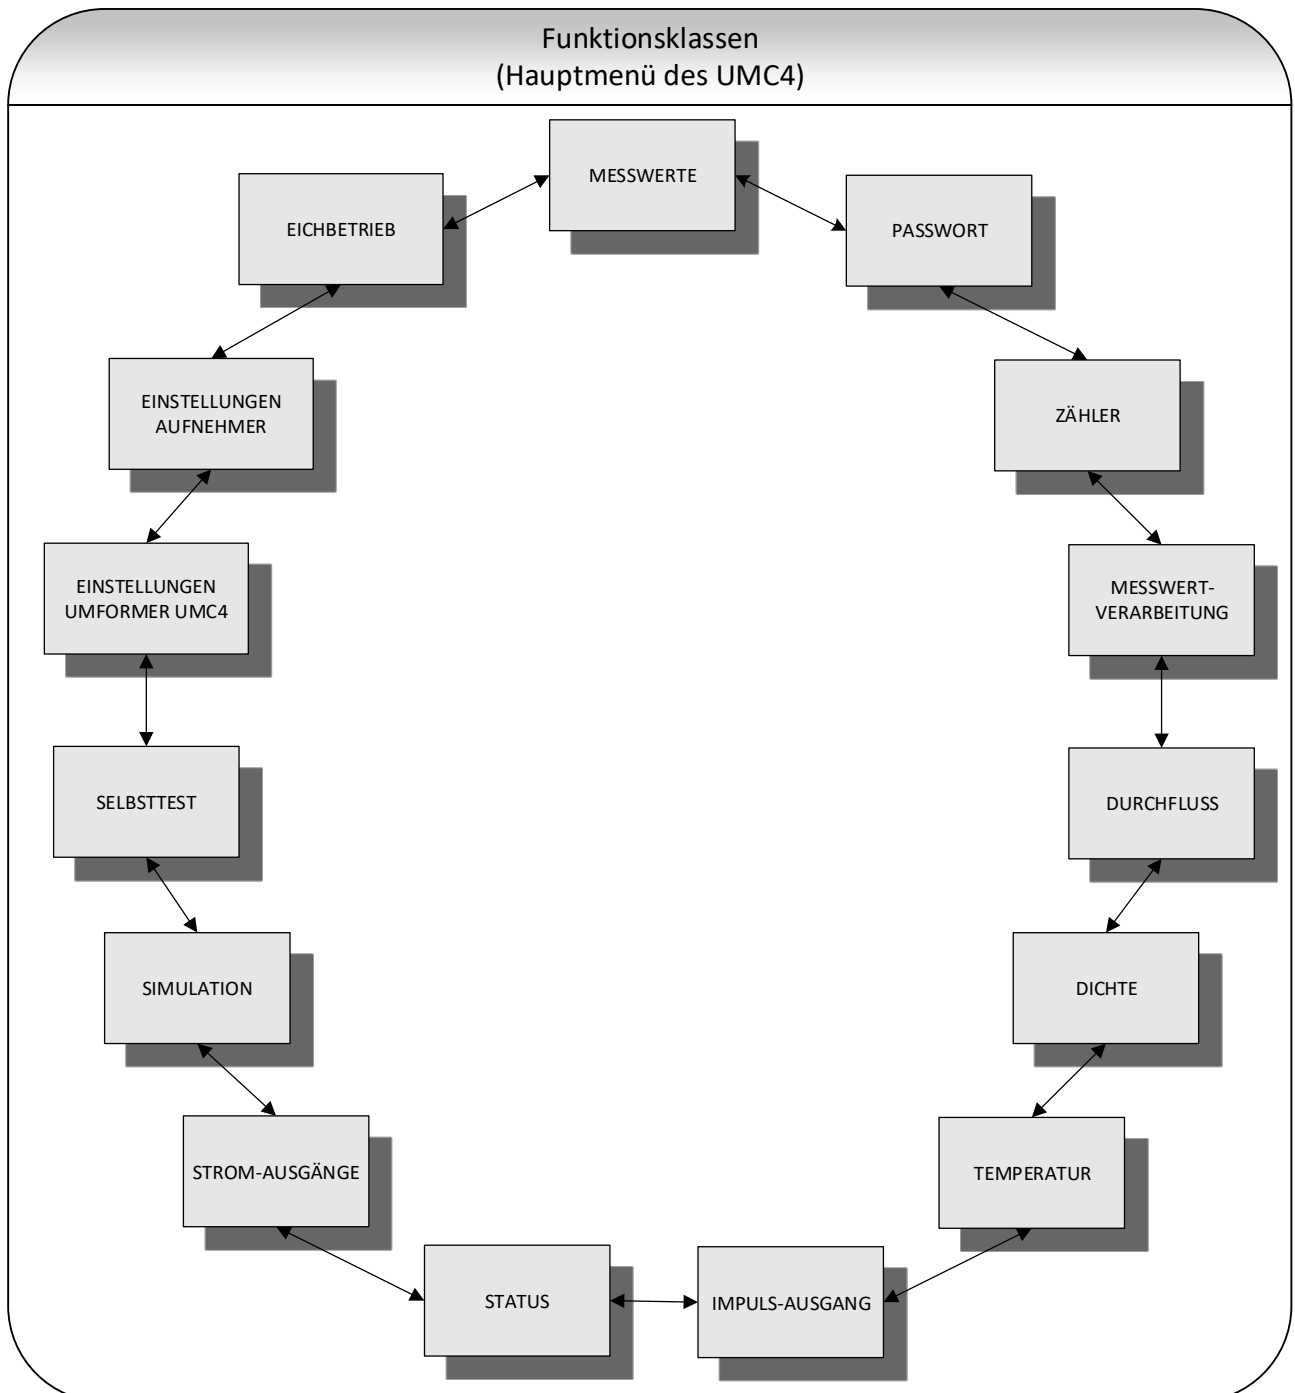 Funktionsklassen
(Hauptmenü des UMC4)
MESSWERTE
EICHBETRIEB
PASSWORT
EINSTELLUNGEN
AUFNEHMER
ZÄHLER
EINSTELLUNGEN
UMFORMER UMC4
MESSWERT-
VERARBEITUNG
SELBSTTEST
DURCHFLUSS
SIMULATION
DICHTE
STROM-AUSGÄNGE
TEMPERATUR
STATUS
IMPULS-AUSGANG